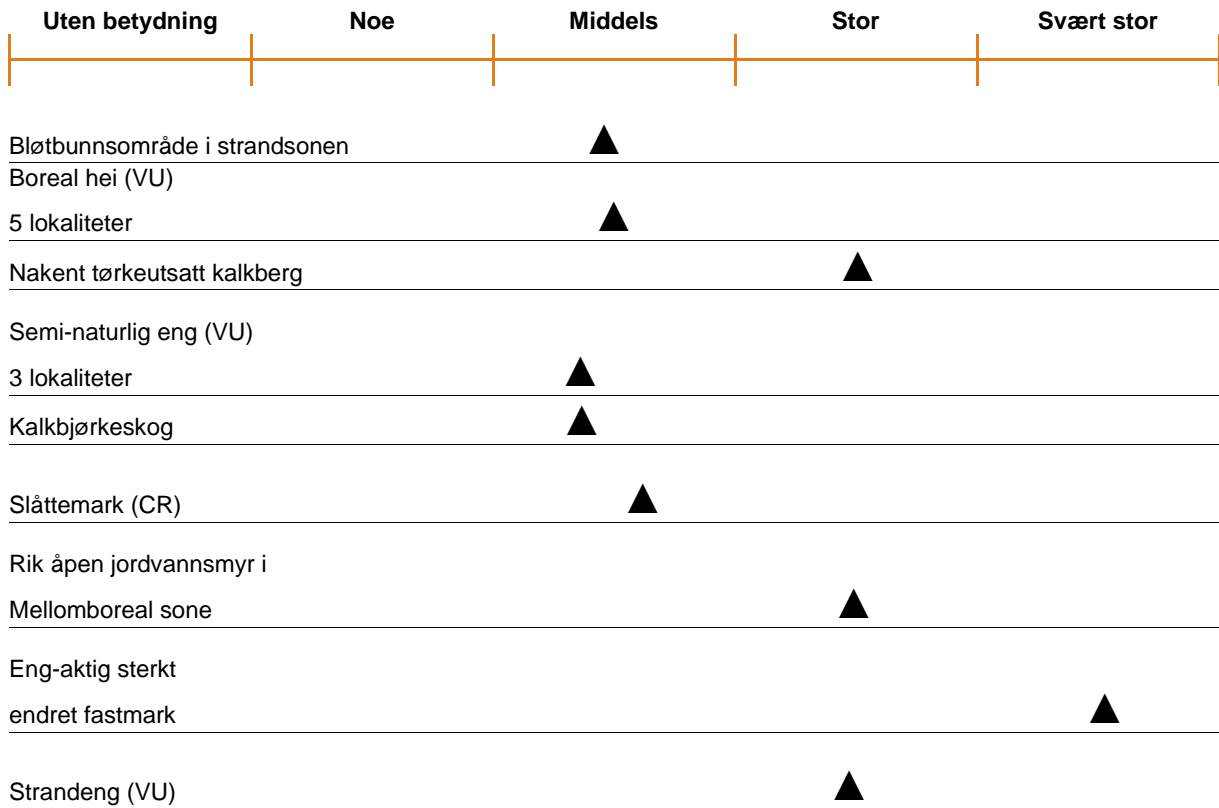 Uten betydning Noe Middels Stor Svært stor
Bløtbunnsområde i strandsonen
Boreal hei (VU)
5 lokaliteter
Nakent tørkeutsatt kalkberg
Semi-naturlig eng (VU)
3 lokaliteter
Kalkbjørkeskog
Slåttemark (CR)
Rik åpen jordvannsmyr i
Mellomboreal sone
Eng-aktig sterkt
endret fastmark
Strandeng (VU)